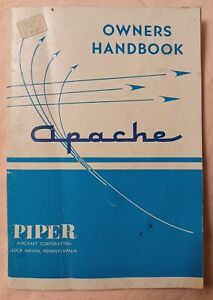 OWNERS
HANDBOOK
apache
PIPER
AIRCRAFT CORPORATION
LOCK HAVEN, PENNSYLVANIA